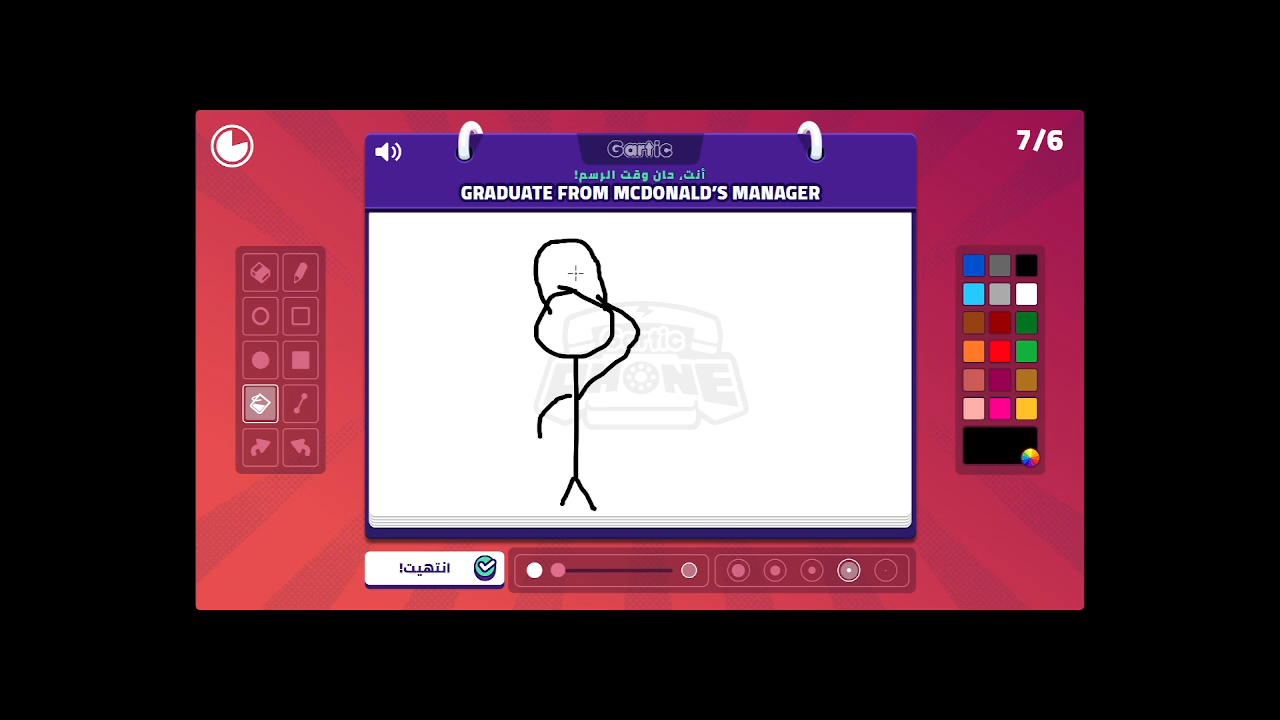 7/6
Gartic
أنت، حان وقت الرسم!
GRADUATE FROM MCDONALD'S MANAGER
Gartic
PHONE
انتهيت!